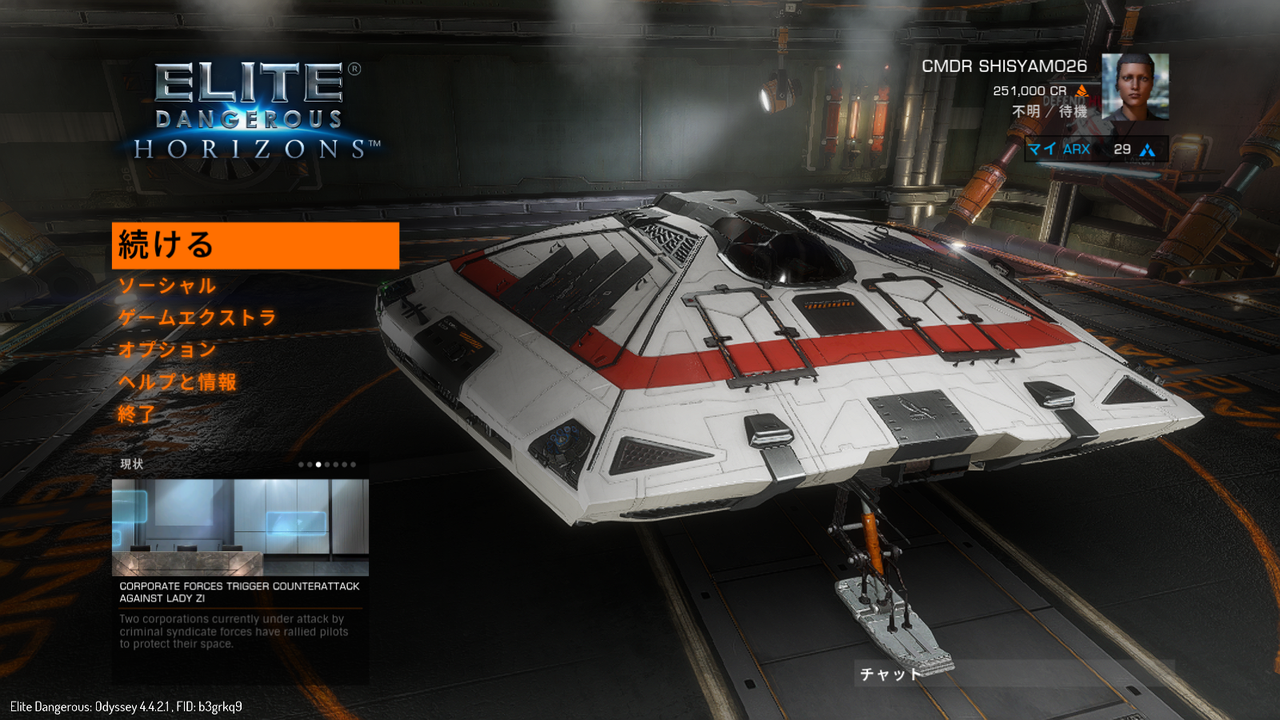 ELITE®
DANGEROUS
HORIZONS™
CMDR SHISYAMO26
251,000 CR
不明 / 待機
マイ ARX 29
続ける
ソーシャル
ゲームエクストラ
オプション
ヘルプと情報
終了
現状
CORPORATE FORCES TRIGGER COUNTERATTACK
AGAINST LADY ZI
Two corporations currently under attack by
criminal syndicate forces have rallied pilots
to protect their space.
チャット
Elite Dangerous: Odyssey 4.4.2.1, FID: b3grkq9